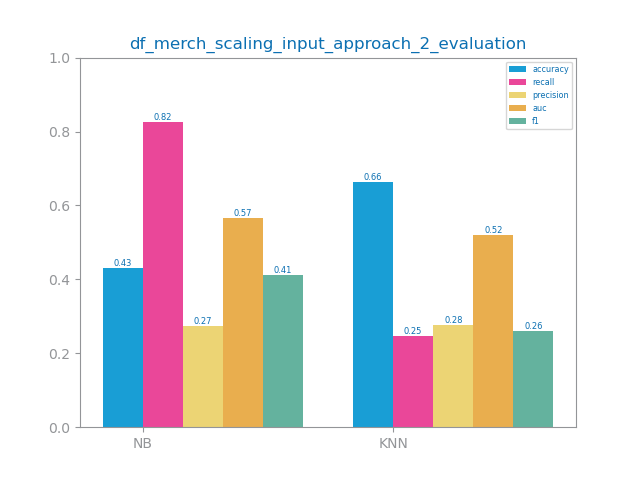 df_merch_scaling_input_approach_2_evaluation
1.0
0.8
0.6
0.4
0.2
0.0
accuracy
recall
precision
auc
f1
0.43
0.82
0.27
0.57
0.41
0.66
0.25
0.28
0.52
0.26
NB
KNN